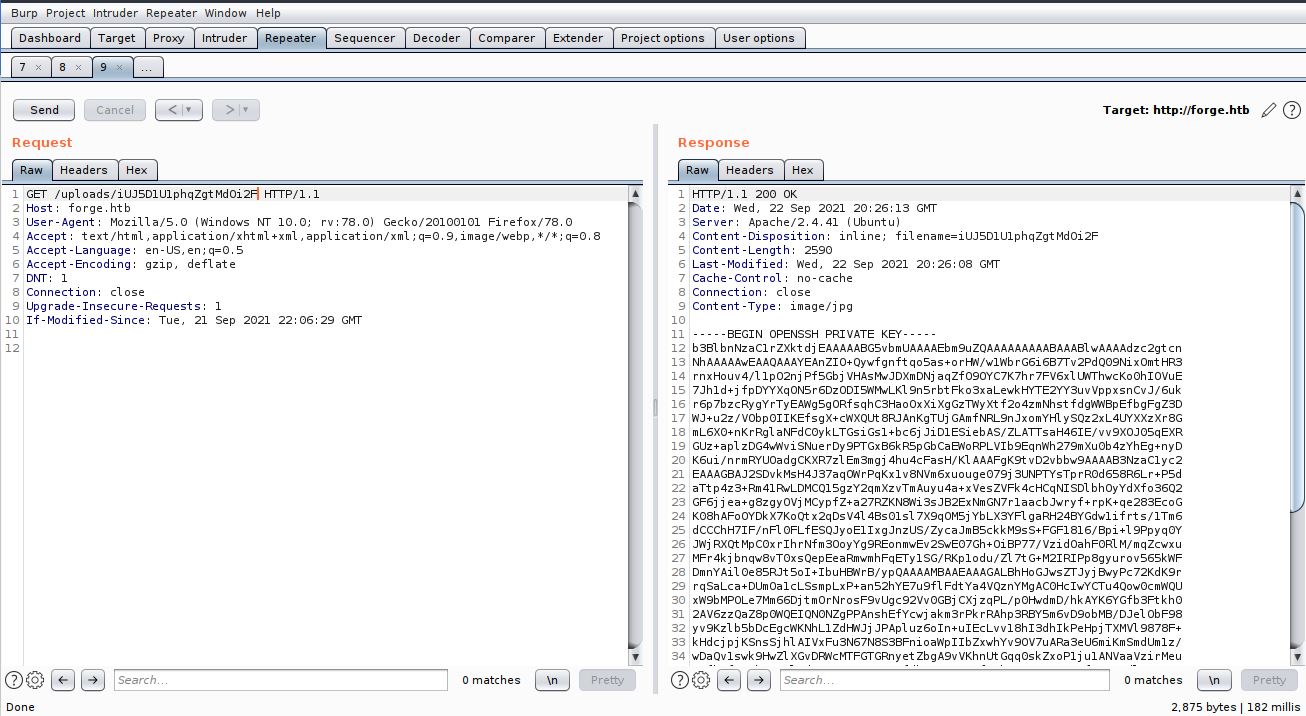 Burp Project Intruder Repeater Window Help
Dashboard Target Proxy Intruder Repeater Sequencer Decoder Comparer Extender Project options User options
7 × 8 × 9 × ...
Send Cancel < > Target: http://forge.htb
Request
Raw Headers Hex
1 GET /uploads/iUJ5D1U1phqZgtMdOi2F HTTP/1.1
2 Host: forge.htb
3 User-Agent: Mozilla/5.0 (Windows NT 10.0; rv:78.0) Gecko/20100101 Firefox/78.0
4 Accept: text/html,application/xhtml+xml,application/xml;q=0.9,image/webp,*/*;q=0.8
5 Accept-Language: en-US,en;q=0.5
6 Accept-Encoding: gzip, deflate
7 DNT: 1
8 Connection: close
9 Upgrade-Insecure-Requests: 1
10 If-Modified-Since: Tue, 21 Sep 2021 22:06:29 GMT
11
12
Search... 0 matches \n Pretty
Response
Raw Headers Hex
1 HTTP/1.1 200 OK
2 Date: Wed, 22 Sep 2021 20:26:13 GMT
3 Server: Apache/2.4.41 (Ubuntu)
4 Content-Disposition: inline; filename=iUJ5D1U1phqZgtMdOi2F
5 Content-Length: 2590
6 Last-Modified: Wed, 22 Sep 2021 20:26:08 GMT
7 Cache-Control: no-cache
8 Connection: close
9 Content-Type: image/jpg
10
11 -----BEGIN OPENSSH PRIVATE KEY-----
12 b3BlbnNzaC1rZXktdjEAAAAABG5vbmUAAAAEbm9uZQAAAAAAAAABAAABlwAAAAdzc2gtcn
13 NhAAAAAwEAAQAAAYEAnZIO+Qywfgnftqo5as+orHW/w1WbrG6i6B7Tv2PdQ09NixOmtHR3
14 rnxHouv4/l1pO2njPf5GbjVHAsMwJDXmDNjaqZfO9OYC7K7hr7FV6xlUWThwcKo0hIOVuE
15 7Jh1d+jfpDYYXqON5r6DzODI5WMwLKl9n5rbtFko3xaLewkHYTE2YY3uvVppxsnCvJ/6uk
16 r6p7bzcRygYrTyEAWg5gORfsqhC3HaoOxXiXgGzTWyXtf2o4zmNhstfdgWWBpEfbgFgZ3D
17 WJ+u2z/VObp0IIKEfsgX+cWXQUt8RJAnKgTUjGAmfNRL9nJxomYHlySQz2xL4UYXXzXr8G
18 mL6X0+nKrRglaNFdC0ykLTGsiGs1+bc6jJiD1ESiebAS/ZLATTsaH46IE/vv9XOJ05qEXR
19 GUz+aplzDG4wWviSNuerDy9PTGxB6kR5pGbCaEWoRPLVIb9EqnWh279mXu0b4zYhEg+nyD
20 K6ui/nrmRYUOadgCKXR7zlEm3mgj4hu4cFasH/KlAAAFgK9tvD2vbbw9AAAAB3NzaC1yc2
21 EAAAGBAJ2SDvkMsH4J37aqOWrPqKx1v8NVm6xuouge079j3UNPTYsTprR0d658R6Lr+P5d
22 aTtp4z3+Rm41RwLDMCQ15gzY2qmXzvTmAuyu4a+xVesZVFk4cHCqNISDlbhOyYdXfo36Q2
23 GF6jjea+g8zgyOVjMCypfZ+a27RZKN8Wi3sJB2ExNmGN7r1aacbJwryf+rpK+qe283EcoG
24 K08hAFoOYDkX7KoQtx2qDsV4l4Bs01sl7X9qOM5jYbLX3YFlgaRH24BYGdw1ifrts/1Tm6
25 dCCChH7IF/nFl0FLfESQJyoE1IxgJnzUS/ZycaJmB5ckkM9sS+FGF1816/Bpi+l9Ppyq0Y
26 JWjRXQtMpC0xrIhrNfm3OoyYg9REonmwEv2SwE07Gh+OiBP77/VzidOahF0RlM/mqZcwxu
27 MFr4kjbnqw8vT0xsQepEeaRmwmhFqETy1SG/RKp1odu/Zl7tG+M2IRIPp8gyurov565kWF
28 DmnYAil0e85RJt5oI+IbuHBWrB/ypQAAAAMBAAEAAAGALBhHoGJwsZTJyjBwyPc72KdK9r
29 rqSaLca+DUmOa1cLSsmpLxP+an52hYE7u9flFdtYa4VQznYMgAC0HcIwYCTu4Qow0cmWQU
30 xW9bMPOLe7Mm66DjtmOrNrosF9vUgc92Vv0GBjCXjzqPL/p0HwdmD/hkAYK6YGfb3Ftkh0
31 2AV6zzQaZ8p0WQEIQN0NZgPPAnshEfYcwjakm3rPkrRAhp3RBY5m6vD9obMB/DJelObF98
32 yv9Kzlb5bDcEgcWKNhL1ZdHWJjJPApluz6oIn+uIEcLvv18hI3dhIkPeHpjTXMVl9878F+
33 kHdcjpjKSnsSjhlAIVxFu3N67N8S3BFnioaWpIIbZxwhYv9OV7uARa3eU6miKmSmdUm1z/
34 wDaQv1swk9HwZlXGvDRWcMTFGTGRnyetZbgA9vVKhnUtGqq0skZxoP1ju1ANVaaVzirMeu
Search... 0 matches \n Pretty
Done 2,875 bytes | 182 millis